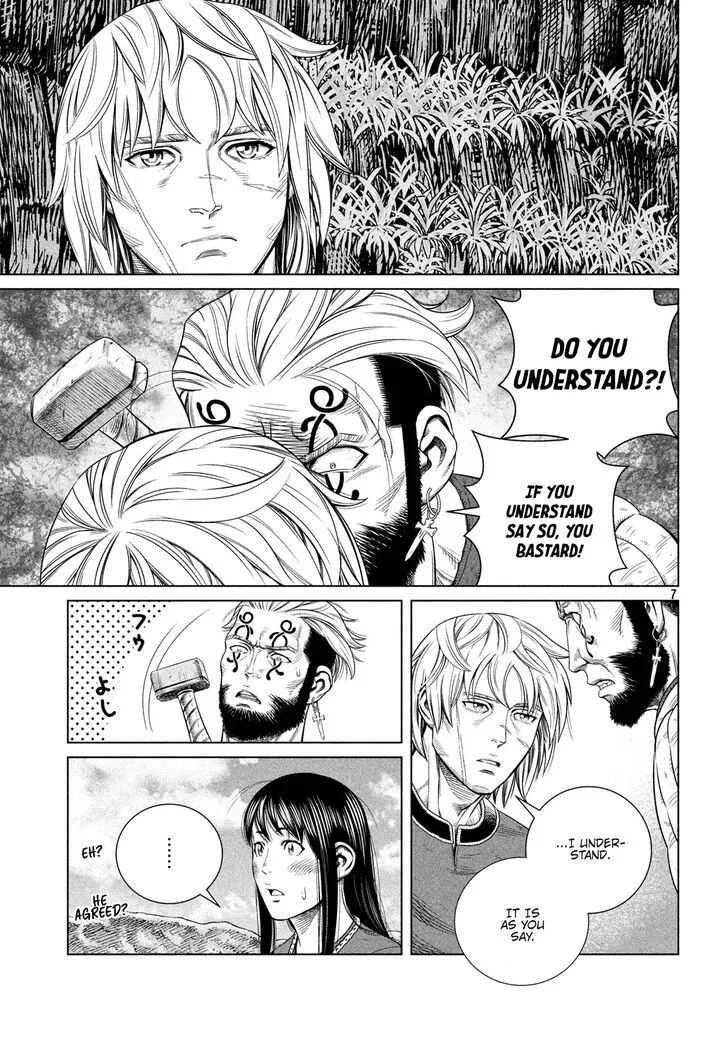 DO YOU
UNDERSTAND?!
IF YOU
UNDERSTAND
SAY SO, YOU
BASTARD!
7
...I UNDER-
STAND.
IT IS
AS YOU
SAY.
フゥ
よし
...
EH?
HE
AGREED?